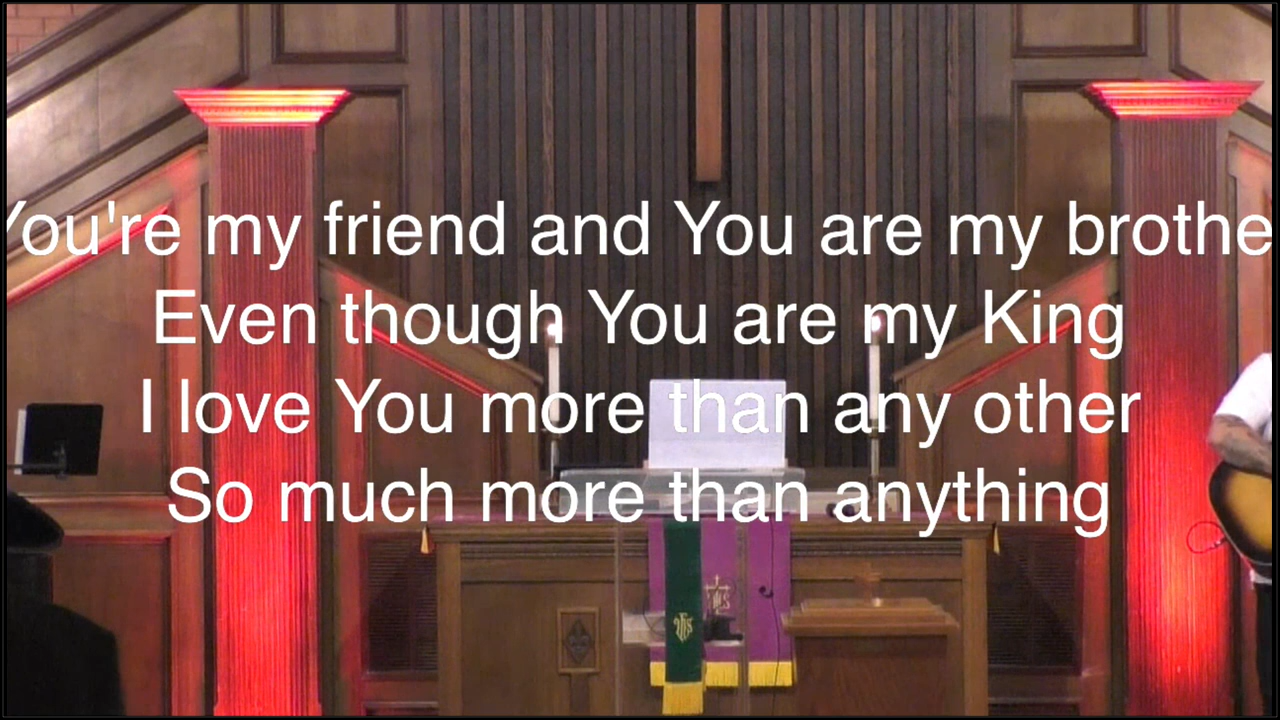 You're my friend and You are my brothe
Even though You are my King
I love You more than any other
So much more than anything